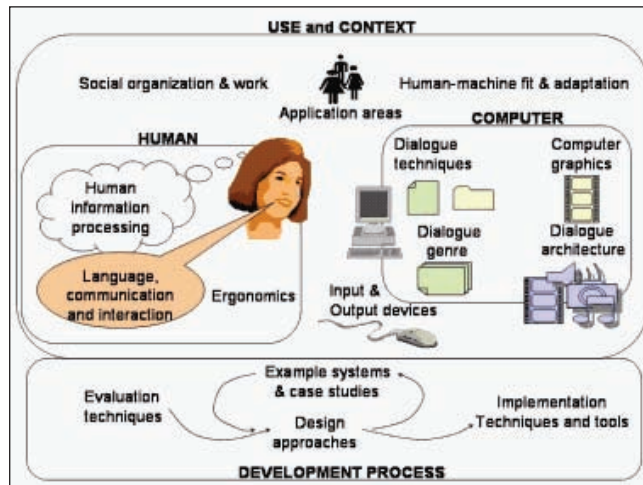 USE and CONTEXT
Social organization & work
Human-machine fit & adaptation
Application areas
HUMAN
Human
information
processing
Language,
communication
and interaction
Ergonomics
COMPUTER
Dialogue
techniques
Computer
graphics
Dialogue
genre
Dialogue
architecture
Input &
Output devices
Example systems
& case studies
Evaluation
techniques
Design
approaches
Implementation
Techniques and tools
DEVELOPMENT PROCESS